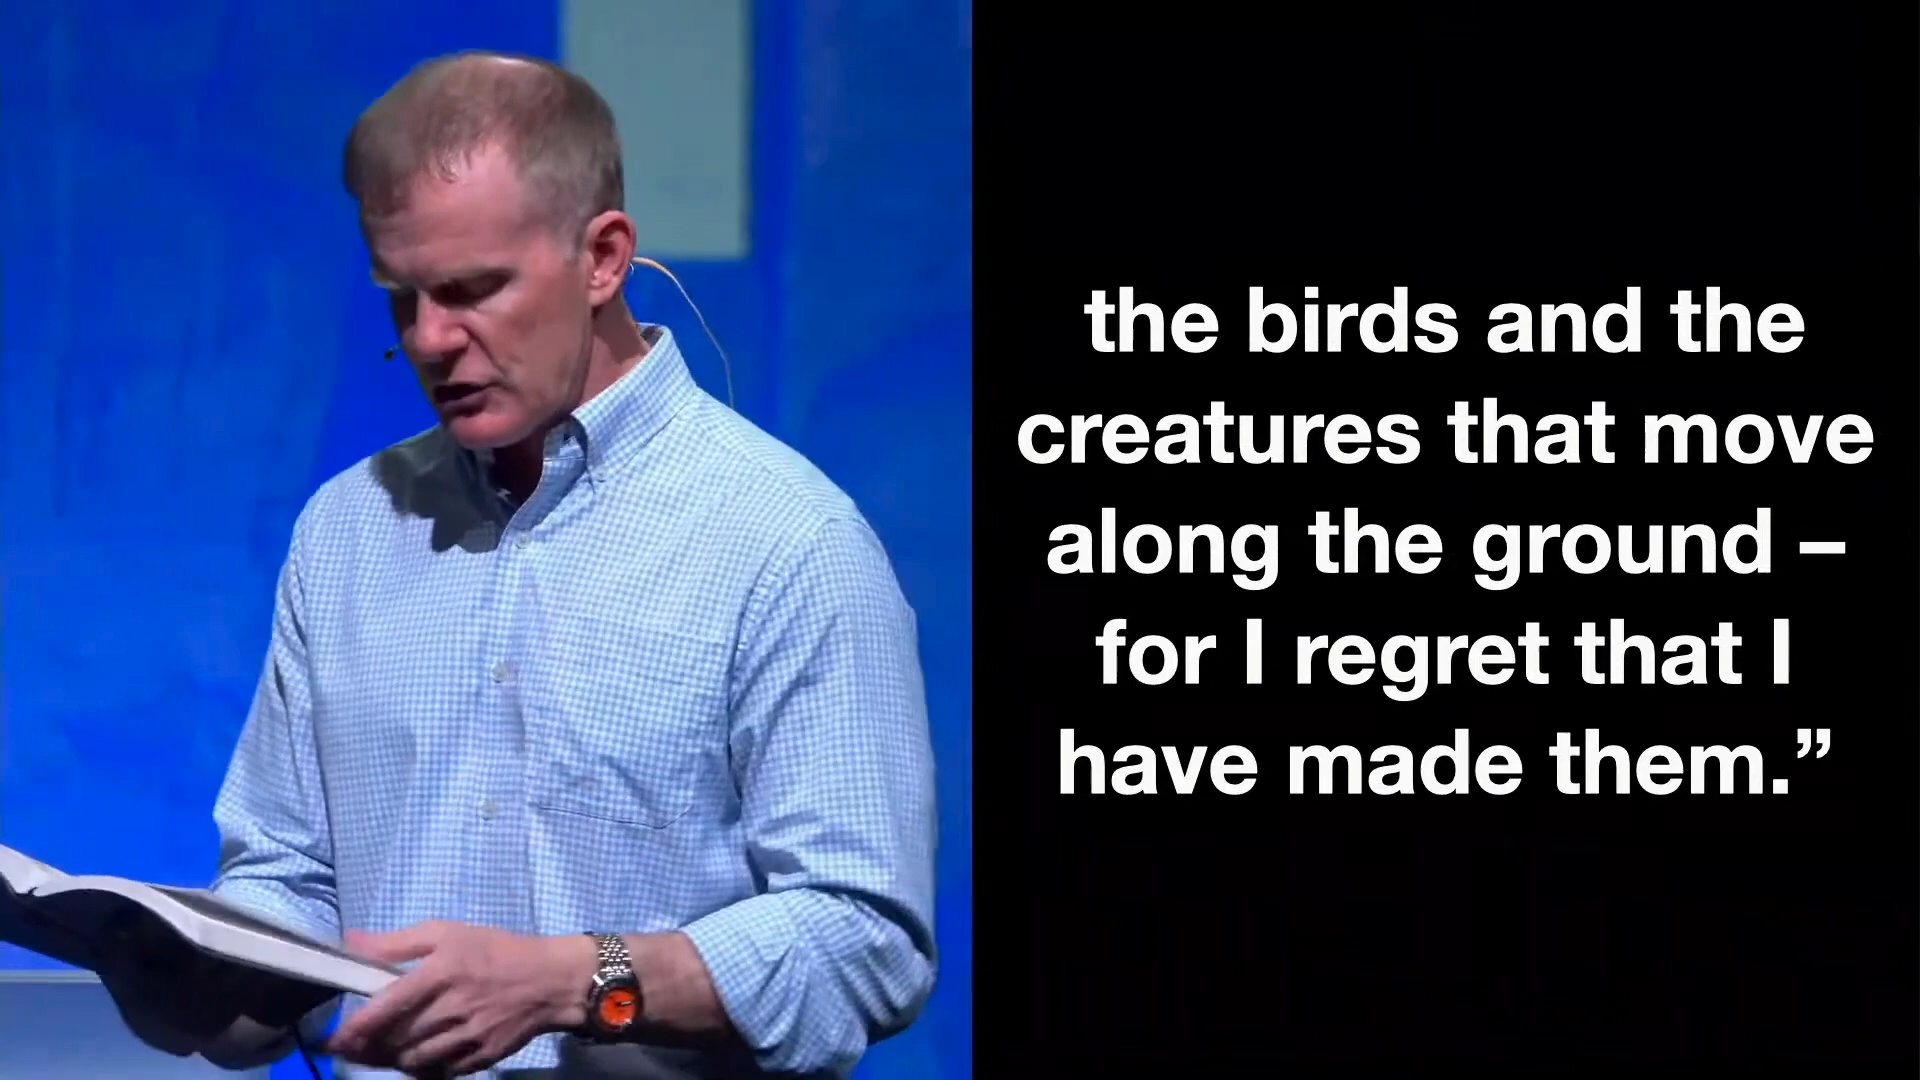 the birds and the
creatures that move
along the ground –
for I regret that I
have made them.”